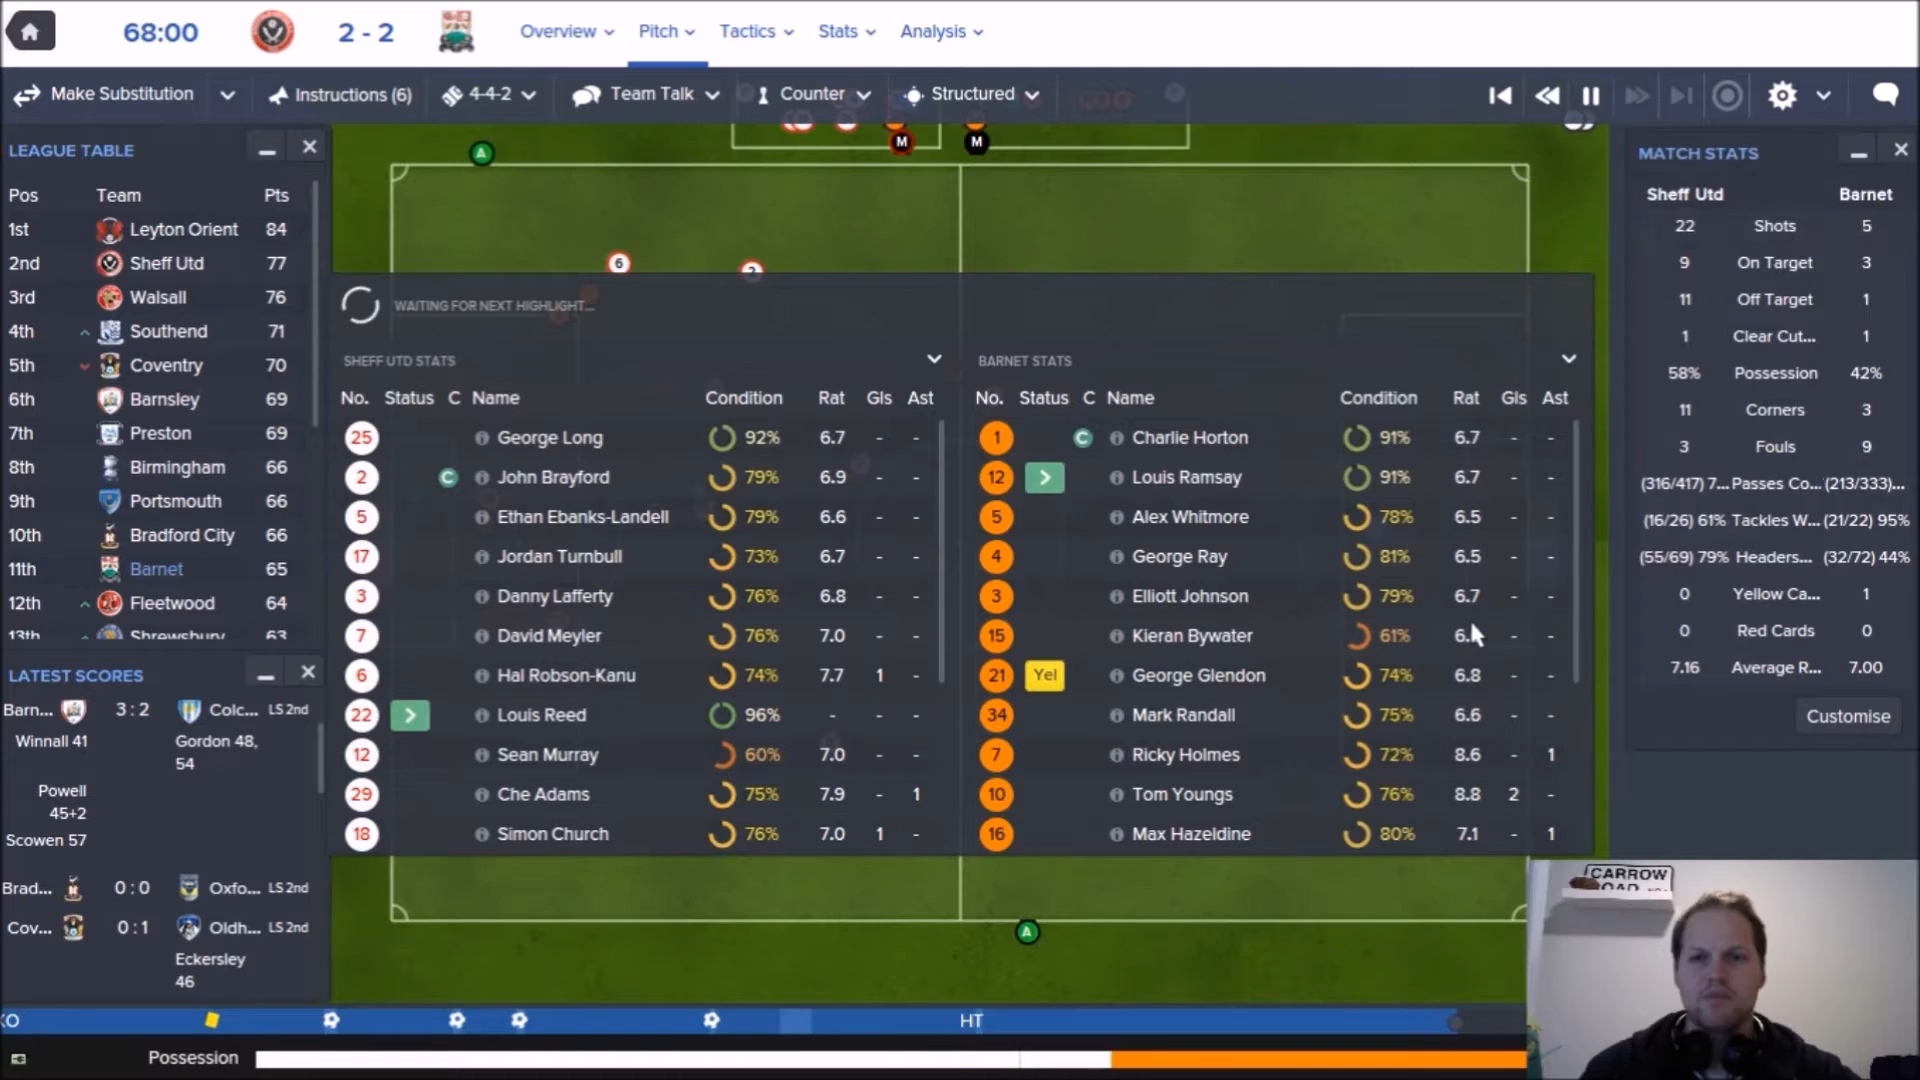 68:00 2 - 2 Overview Pitch Tactics Stats Analysis
Make Substitution Instructions (6) 4-4-2 Team Talk Counter Structured
LEAGUE TABLE
Pos Team Pts
1st Leyton Orient 84
2nd Sheff Utd 77
3rd Walsall 76
4th Southend 71
5th Coventry 70
6th Barnsley 69
7th Preston 69
8th Birmingham 66
9th Portsmouth 66
10th Bradford City 66
11th Barnet 65
12th Fleetwood 64
13th Shrewsbury 63
LATEST SCORES
Barn... 3 : 2 Colc... LS 2nd
Winnall 41 Gordon 48,
54
Powell
45+2
Scowen 57
Brad... 0 : 0 Oxfo... LS 2nd
Cov... 0 : 1 Oldh... LS 2nd
Eckersley
46
A
M M
6 2
WAITING FOR NEXT HIGHLIGHT...
SHEFF UTD STATS
No. Status C Name Condition Rat Gls Ast
25 George Long 92% 6.7 - -
2 C John Brayford 79% 6.9 - -
5 Ethan Ebanks-Landell 79% 6.6 - -
17 Jordan Turnbull 73% 6.7 - -
3 Danny Lafferty 76% 6.8 - -
7 David Meyler 76% 7.0 - -
6 Hal Robson-Kanu 74% 7.7 1 -
22 Louis Reed 96% - - -
12 Sean Murray 60% 7.0 - -
29 Che Adams 75% 7.9 - 1
18 Simon Church 76% 7.0 1 -
BARNET STATS
No. Status C Name Condition Rat Gls Ast
1 C Charlie Horton 91% 6.7 - -
12 Louis Ramsay 91% 6.7 - -
5 Alex Whitmore 78% 6.5 - -
4 George Ray 81% 6.5 - -
3 Elliott Johnson 79% 6.7 - -
15 Kieran Bywater 61% - -
21 Yel George Glendon 74% 6.8 - -
34 Mark Randall 75% 6.6 - -
7 Ricky Holmes 72% 8.6 - 1
10 Tom Youngs 76% 8.8 2 -
16 Max Hazeldine 80% 7.1 - 1
A
MATCH STATS
Sheff Utd Barnet
22 Shots 5
9 On Target 3
11 Off Target 1
1 Clear Cut... 1
58% Possession 42%
11 Corners 3
3 Fouls 9
(316/417) 7... Passes Co... (213/333)...
(16/26) 61% Tackles W... (21/22) 95%
(55/69) 79% Headers... (32/72) 44%
0 Yellow Ca... 1
0 Red Cards 0
7.16 Average R... 7.00
Customise
CARROW
ROAD
KO HT
Possession